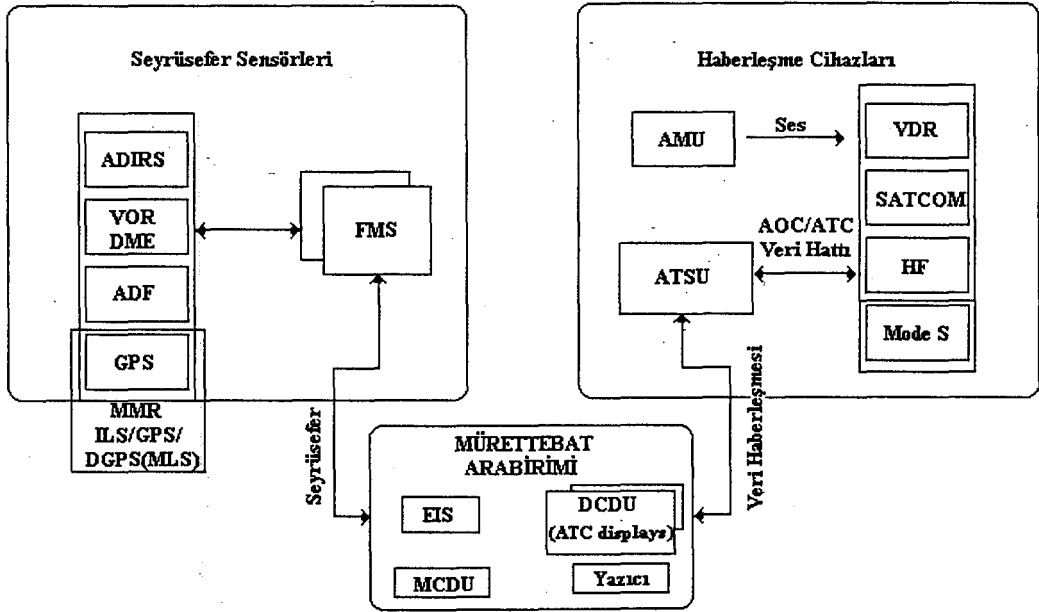 Seyrüsefer Sensörleri
ADIRS
VOR
DME
ADF
GPS
MMR
ILS/GPS/
DGPS(MLS)
FMS
Haberleşme Cihazları
AMU
Ses
VDR
SATCOM
HF
Mode S
AOC/ATC
Veri Hattı
ATSU
Seyrüsefer
Veri Haberleşmesi
MÜRETTEBAT
ARABİRİMİ
EIS
DCDU
(ATC displays)
MCDU
Yazıcı